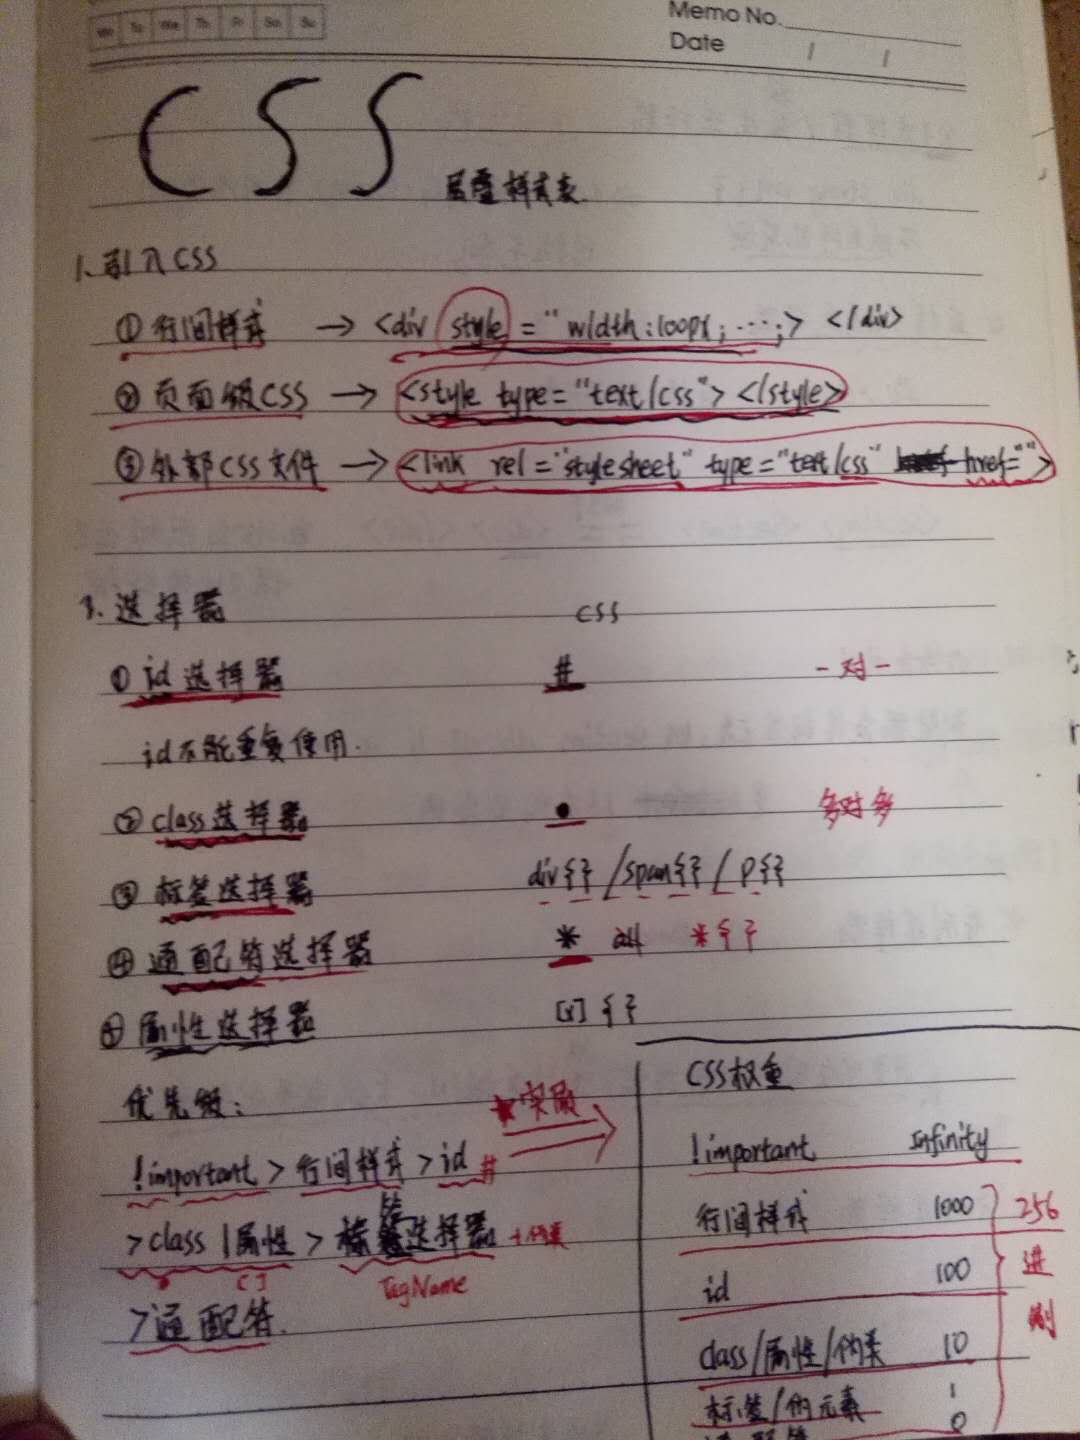 Mo Tu We Th Fr Sa Su
Memo No.
Date / /
CSS
层叠样式表.
1、引入CSS
① 行间样式 → <div style = " width:100px; ...;> </div>
② 页面级CSS → <style type = "text/css"> </style>
③ 外部CSS文件 → <link rel = "stylesheet" type = "text/css" href="">
选择器 css
① id 选择器 # 一对一
id不能重复使用.
② class选择器 • 多对多
③ 标签选择器 div{} / span{} / p{}
④ 通配符选择器 * all *{}
属性选择器 {}
优先级:
*实质
!important > 行间样式 > id #
> class | 属性 > 标签选择器
[] TagName
> 通配符.
CSS权重
!important Infinity
行间样式 1000
id 100
class/属性/伪类 10
标签/伪元素 1
通配符 0
256
进
制